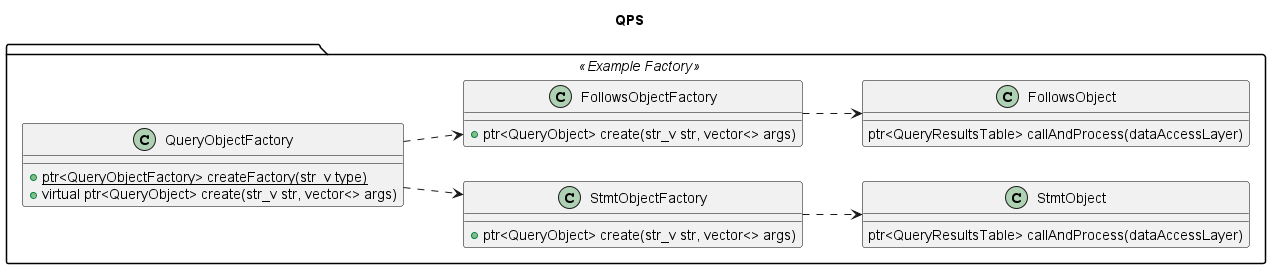 QPS
«Example Factory»
C QueryObjectFactory
ptr<QueryObjectFactory> createFactory(str_v type)
virtual ptr<QueryObject> create(str_v str, vector<> args)
C FollowsObjectFactory
ptr<QueryObject> create(str_v str, vector<> args)
C FollowsObject
ptr<QueryResultsTable> callAndProcess(dataAccessLayer)
C StmtObjectFactory
ptr<QueryObject> create(str_v str, vector<> args)
C StmtObject
ptr<QueryResultsTable> callAndProcess(dataAccessLayer)